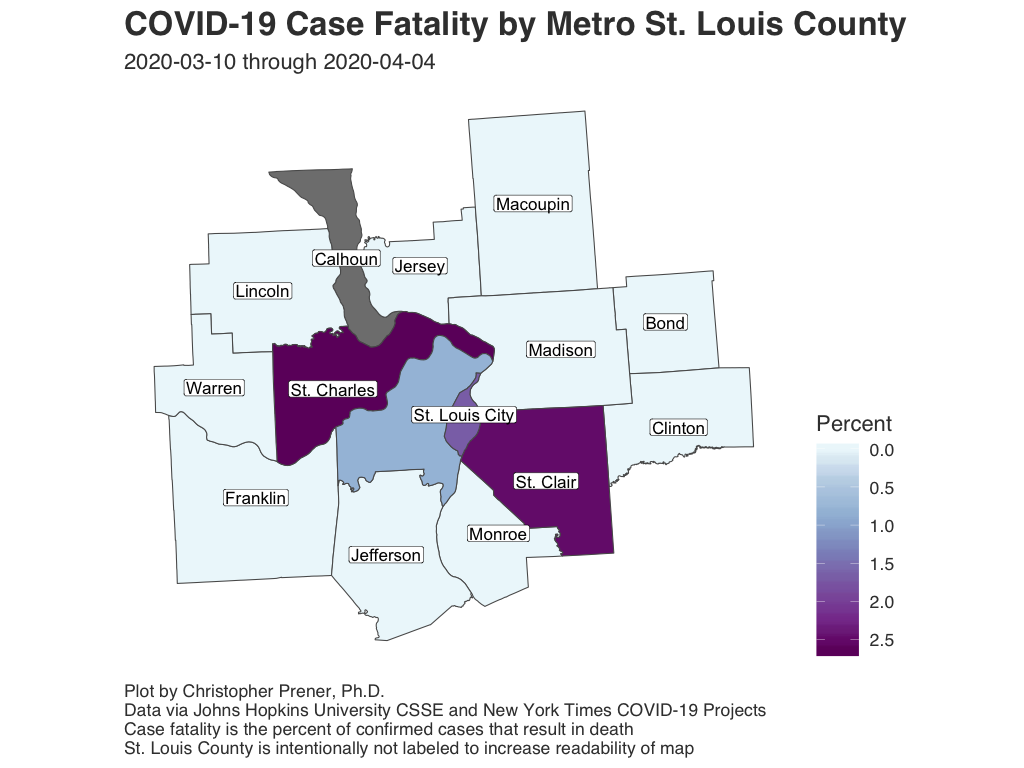 COVID-19 Case Fatality by Metro St. Louis County
2020-03-10 through 2020-04-04
Macoupin
Calhoun
Jersey
Lincoln
Bond
Madison
Warren
St. Charles
St. Louis City
Clinton
St. Clair
Franklin
Monroe
Jefferson
Percent
0.0
0.5
1.0
1.5
2.0
2.5
Plot by Christopher Prener, Ph.D.
Data via Johns Hopkins University CSSE and New York Times COVID-19 Projects
Case fatality is the percent of confirmed cases that result in death
St. Louis County is intentionally not labeled to increase readability of map